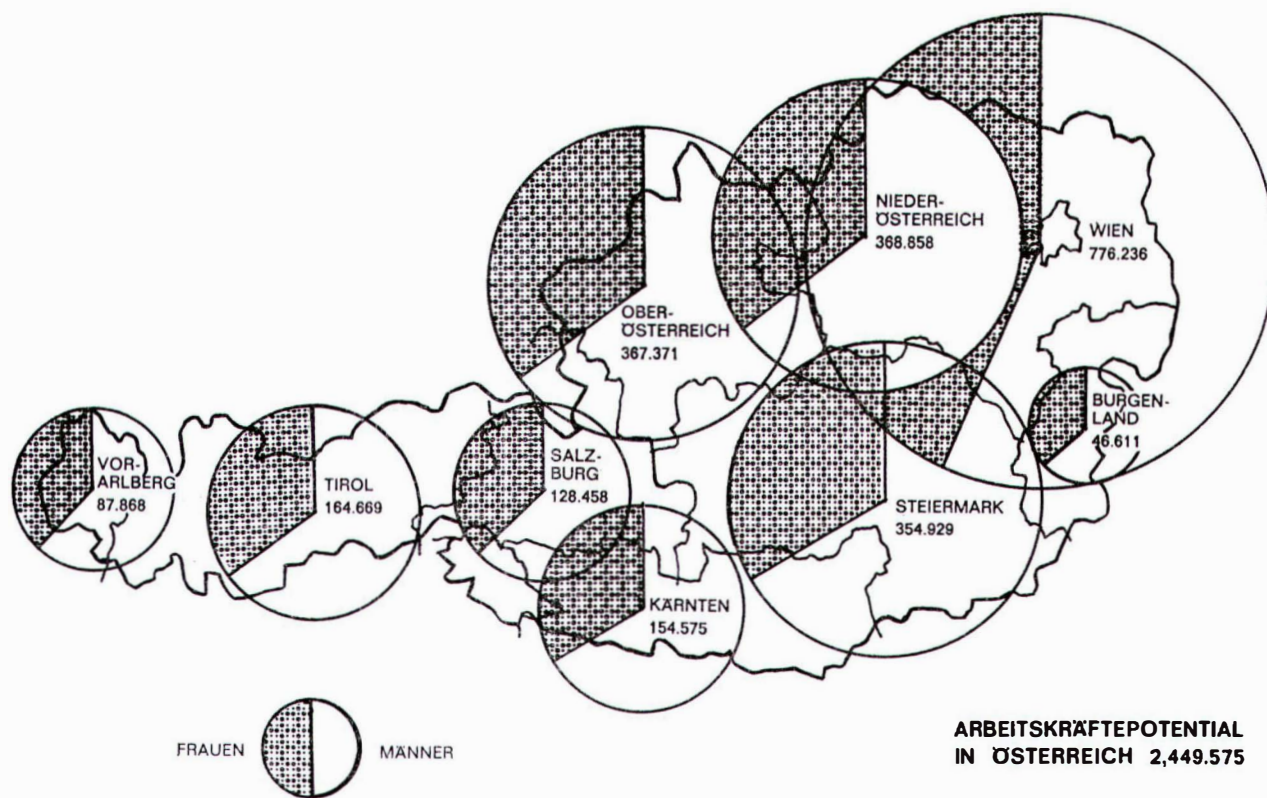 NIEDER-
ÖSTERREICH
368.858
WIEN
776.236
OBER-
ÖSTERREICH
367.371
BURGEN-
LAND
46.611
VOR-
ARLBERG
87.868
TIROL
164.669
SALZ-
BURG
128.458
STEIERMARK
354.929
KÄRNTEN
154.575
FRAUEN
MÄNNER
ARBEITSKRÄFTEPOTENTIAL
IN ÖSTERREICH 2,449.575